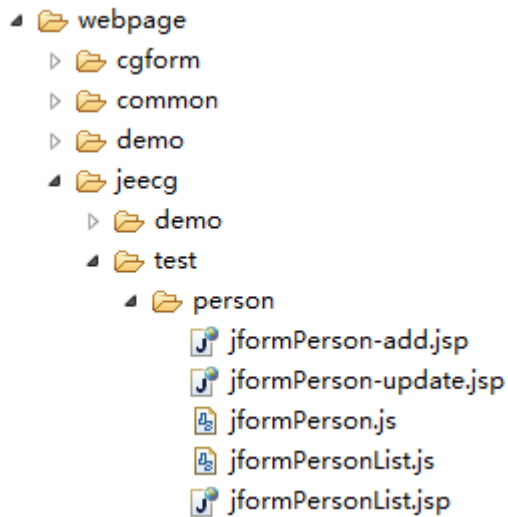 webpage
cgform
common
demo
jeecg
demo
test
person
jformPerson-add.jsp
jformPerson-update.jsp
jformPerson.js
jformPersonList.js
jformPersonList.jsp